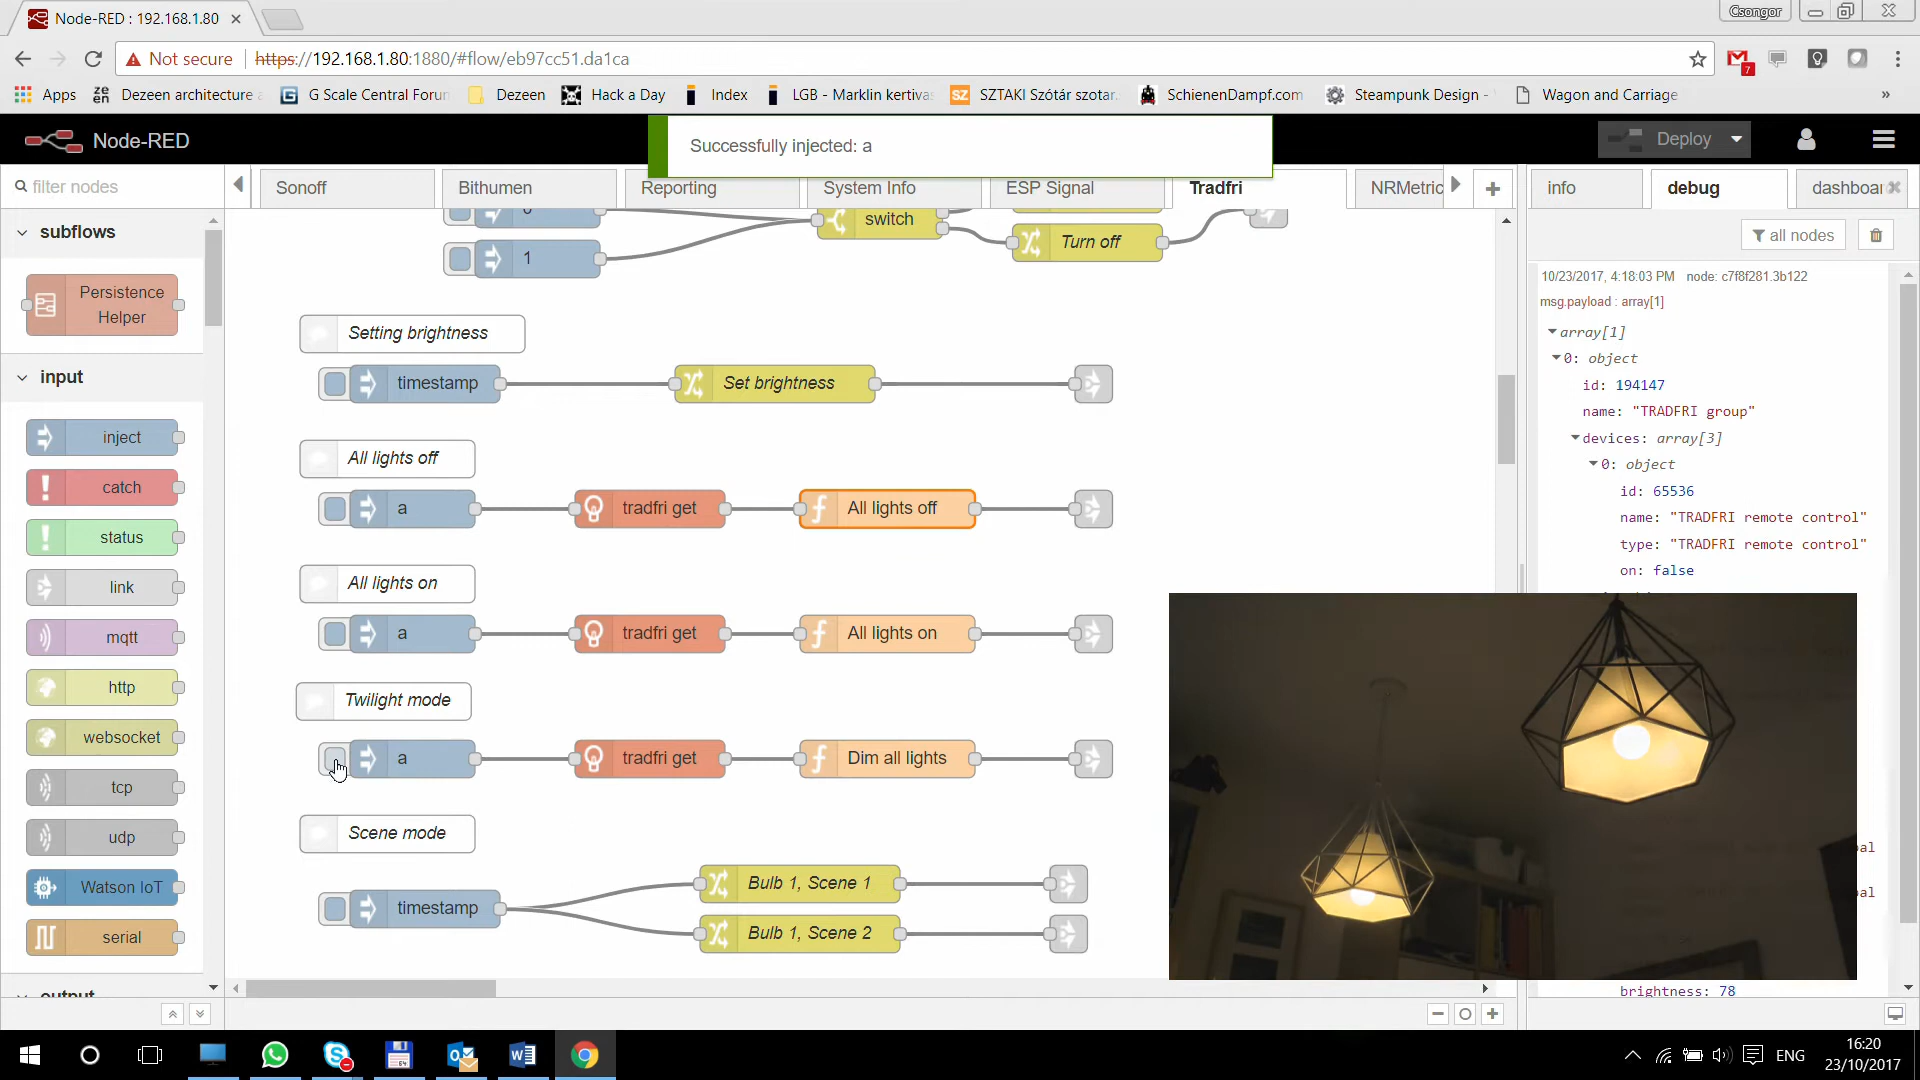 Node-RED : 192.168.1.80
Csongor
Not secure
https://192.168.1.80:1880/#flow/eb97cc51.da1ca
7
Apps
Dezeen architecture
G Scale Central Forun
Dezeen
Hack a Day
Index
LGB - Marklin kertiva
SZ
SZTAKI Szótár szotar.
SchienenDampf.com
Steampunk Design -
Wagon and Carriage
»
Node-RED
Successfully injected: a
Deploy
filter nodes
Sonoff
Bithumen
Reporting
System Info
ESP Signal
Tradfri
NRMetric
info
debug
dashboar
subflows
Persistence
Helper
input
inject
catch
status
link
mqtt
http
websocket
tcp
udp
Watson IoT
serial
output
switch
Turn off
1
Setting brightness
timestamp
Set brightness
All lights off
a
tradfri get
All lights off
All lights on
a
tradfri get
All lights on
Twilight mode
a
tradfri get
Dim all lights
Scene mode
timestamp
Bulb 1, Scene 1
Bulb 1, Scene 2
all nodes
10/23/2017, 4:18:03 PM node: c7f8f281.3b122
msg.payload : array[1]
array[1]
0: object
id: 194147
name: "TRADFRI group"
devices: array[3]
0: object
id: 65536
name: "TRADFRI remote control"
type: "TRADFRI remote control"
on: false
pal
pal
brightness: 78
ENG
16:20
23/10/2017